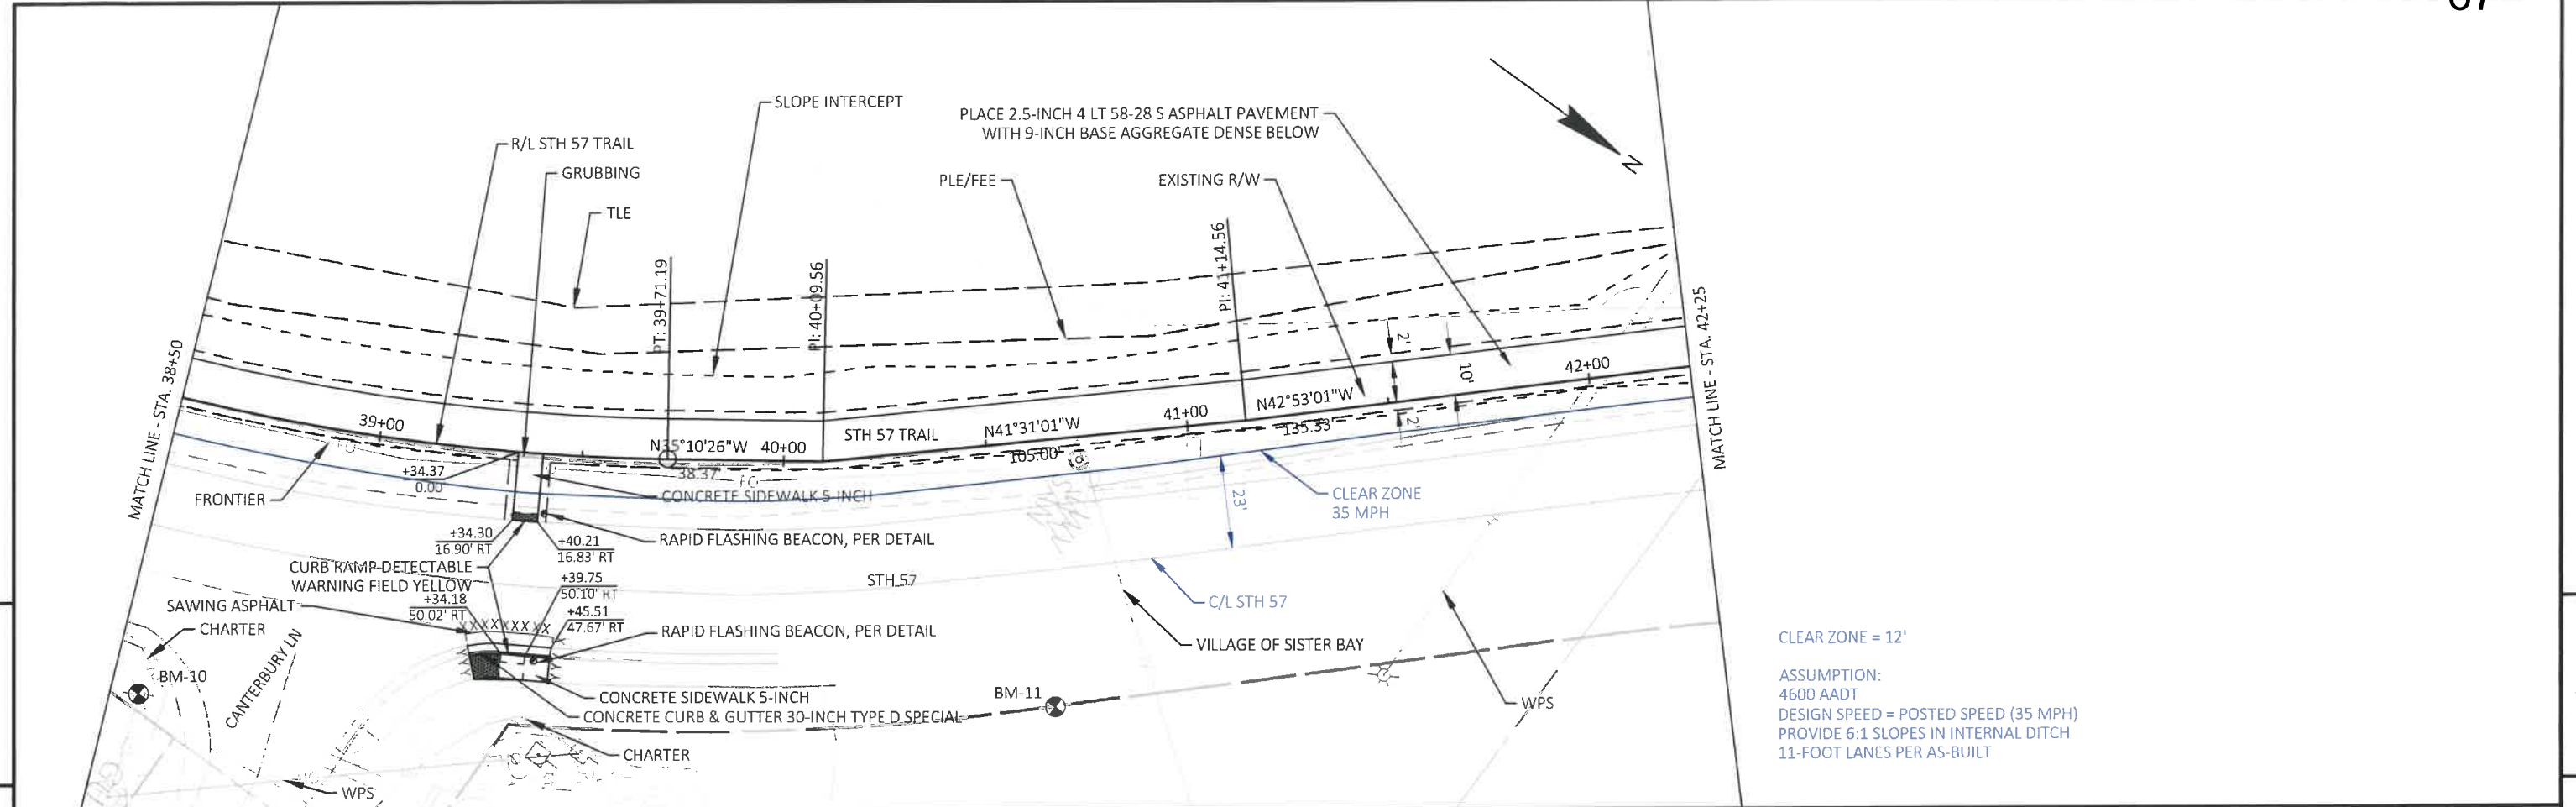 SLOPE INTERCEPT
PLACE 2.5-INCH 4 LT 58-28 S ASPHALT PAVEMENT
WITH 9-INCH BASE AGGREGATE DENSE BELOW
R/L STH 57 TRAIL
GRUBBING
TLE
PLE/FEE
EXISTING R/W
N
PT: 39+71.19
PI: 40+09.56
PI: 41+14.56
MATCH LINE - STA. 38+50
MATCH LINE - STA. 42+25
2'
10'
2'
39+00
N35°10'26"W
40+00
STH 57 TRAIL
N41°31'01"W
41+00
N42°53'01"W
42+00
38.37
105.00'
135.33'
+34.37
0.00
FRONTIER
CONCRETE SIDEWALK 5-INCH
23'
CLEAR ZONE
35 MPH
+34.30
16.90' RT
+40.21
16.83' RT
RAPID FLASHING BEACON, PER DETAIL
CURB RAMP DETECTABLE
WARNING FIELD YELLOW
+39.75
50.10' RT
STH 57
SAWING ASPHALT
+34.18
50.02' RT
+45.51
47.67' RT
C/L STH 57
CHARTER
RAPID FLASHING BEACON, PER DETAIL
VILLAGE OF SISTER BAY
BM-10
CANTERBURY LN
CONCRETE SIDEWALK 5-INCH
CONCRETE CURB & GUTTER 30-INCH TYPE D SPECIAL
BM-11
WPS
CHARTER
WPS
CLEAR ZONE = 12'
ASSUMPTION:
4600 AADT
DESIGN SPEED = POSTED SPEED (35 MPH)
PROVIDE 6:1 SLOPES IN INTERNAL DITCH
11-FOOT LANES PER AS-BUILT